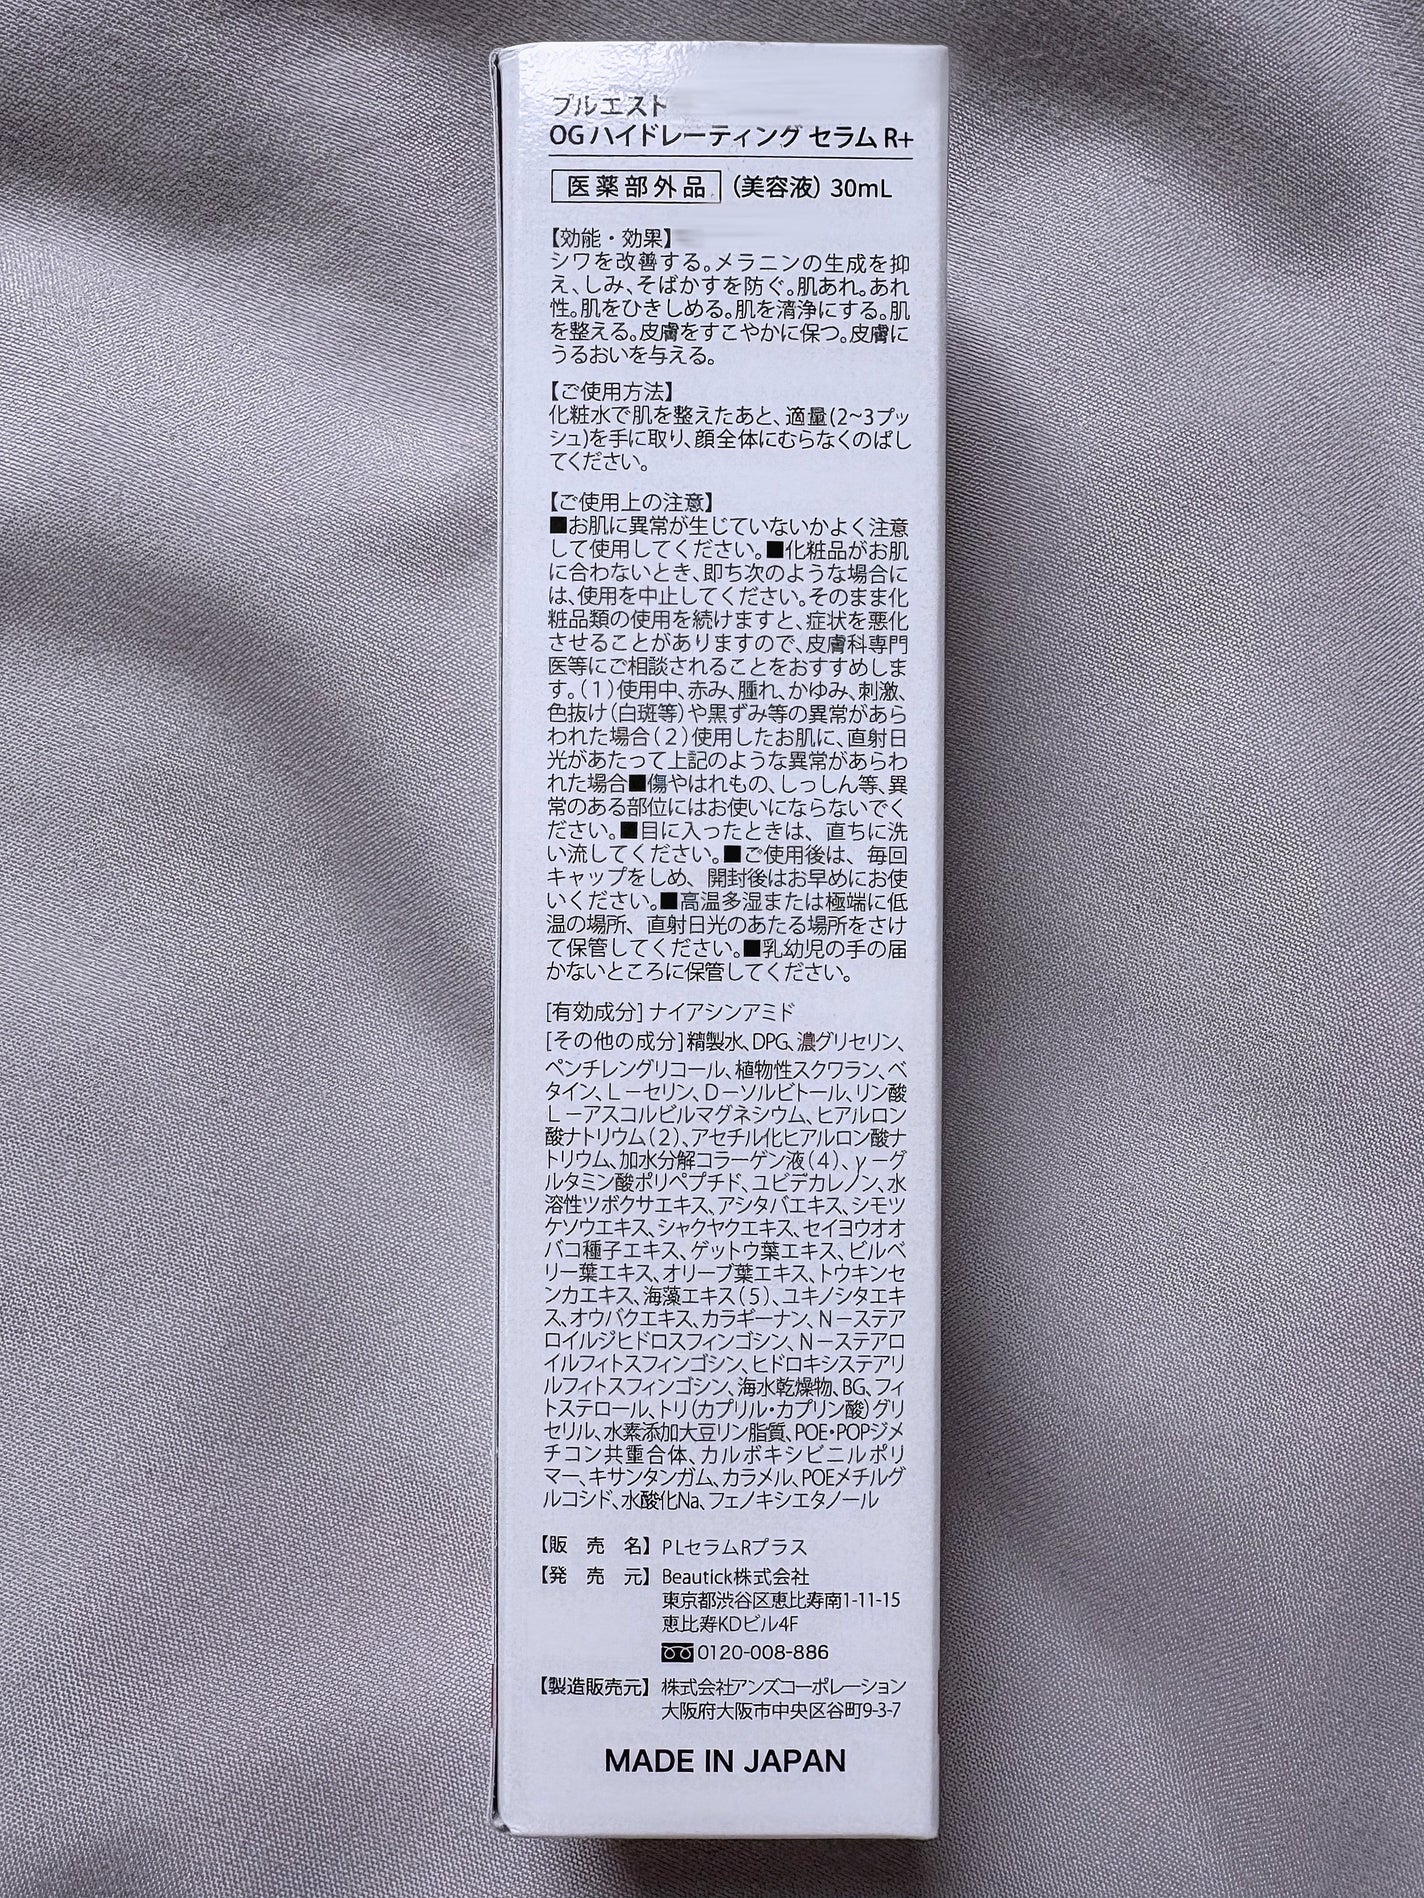 プルエスト
OG ハイドレーティング セラム R+
医薬部外品 (美容液) 30mL
【効能・効果】
シワを改善する。メラニンの生成を抑
え、しみ、そばかすを防ぐ。肌あれ。あれ
性。肌をひきしめる。肌を清浄にする。肌
を整える。皮膚をすこやかに保つ。皮膚に
うるおいを与える。
【ご使用方法】
化粧水で肌を整えたあと、適量(2~3プッ
シュ)を手に取り、顔全体にむらなくのばし
てください。
【ご使用上の注意】
■お肌に異常が生じていないかよく注意
して使用してください。■化粧品がお肌
に合わないとき、即ち次のような場合に
は、使用を中止してください。そのまま化
粧品類の使用を続けますと、症状を悪化
させることがありますので、皮膚科専門
医等にご相談されることをおすすめしま
す。(1)使用中、赤み、腫れ、かゆみ、刺激、
色抜け(白斑等)や黒ずみ等の異常があら
われた場合(2)使用したお肌に、直射日
光があたって上記のような異常があらわ
れた場合■傷やはれもの、しっしん等、異
常のある部位にはお使いにならないでく
ださい。■目に入ったときは、直ちに洗
い流してください。■ご使用後は、毎回
キャップをしめ、開封後はお早めにお使
いください。■高温多湿または極端に低
温の場所、直射日光のあたる場所をさけ
て保管してください。■乳幼児の手の届
かないところに保管してください。
[有効成分] ナイアシンアミド
[その他の成分] 精製水、DPG、濃グリセリン、
ペンチレングリコール、植物性スクワラン、ベ
タイン、L－セリン、D－ソルビトール、リン酸
L－アスコルビルマグネシウム、ヒアルロン
酸ナトリウム(2)、アセチル化ヒアルロン酸ナ
トリウム、加水分解コラーゲン液(4)、γ－グ
ルタミン酸ポリペプチド、ユビデカレノン、水
溶性ツボクサエキス、アシタバエキス、シモツ
ケソウエキス、シャクヤクエキス、セイヨウオオ
バコ種子エキス、ゲットウ葉エキス、ビルベ
リー葉エキス、オリーブ葉エキス、トウキンセ
ンカエキス、海藻エキス(5)、ユキノシタエキ
ス、オウバクエキス、カラギーナン、N－ステア
ロイルジヒドロスフィンゴシン、N－ステアロ
イルフィトスフィンゴシン、ヒドロキシステアリ
ルフィトスフィンゴシン、海水乾燥物、BG、フィ
トステロール、トリ(カプリル・カプリン酸)グリ
セリル、水素添加大豆リン脂質、POE・POPジメ
チコン共重合体、カルボキシビニルポリ
マー、キサンタンガム、カラメル、POEメチルグ
ルコシド、水酸化Na、フェノキシエタノール
【販 売 名】 PLセラムRプラス
【発 売 元】 Beautick株式会社
東京都渋谷区恵比寿南1-11-15
恵比寿KDビル4F
0120-008-886
【製造販売元】 株式会社アンズコーポレーション
大阪府大阪市中央区谷町9-3-7
MADE IN JAPAN